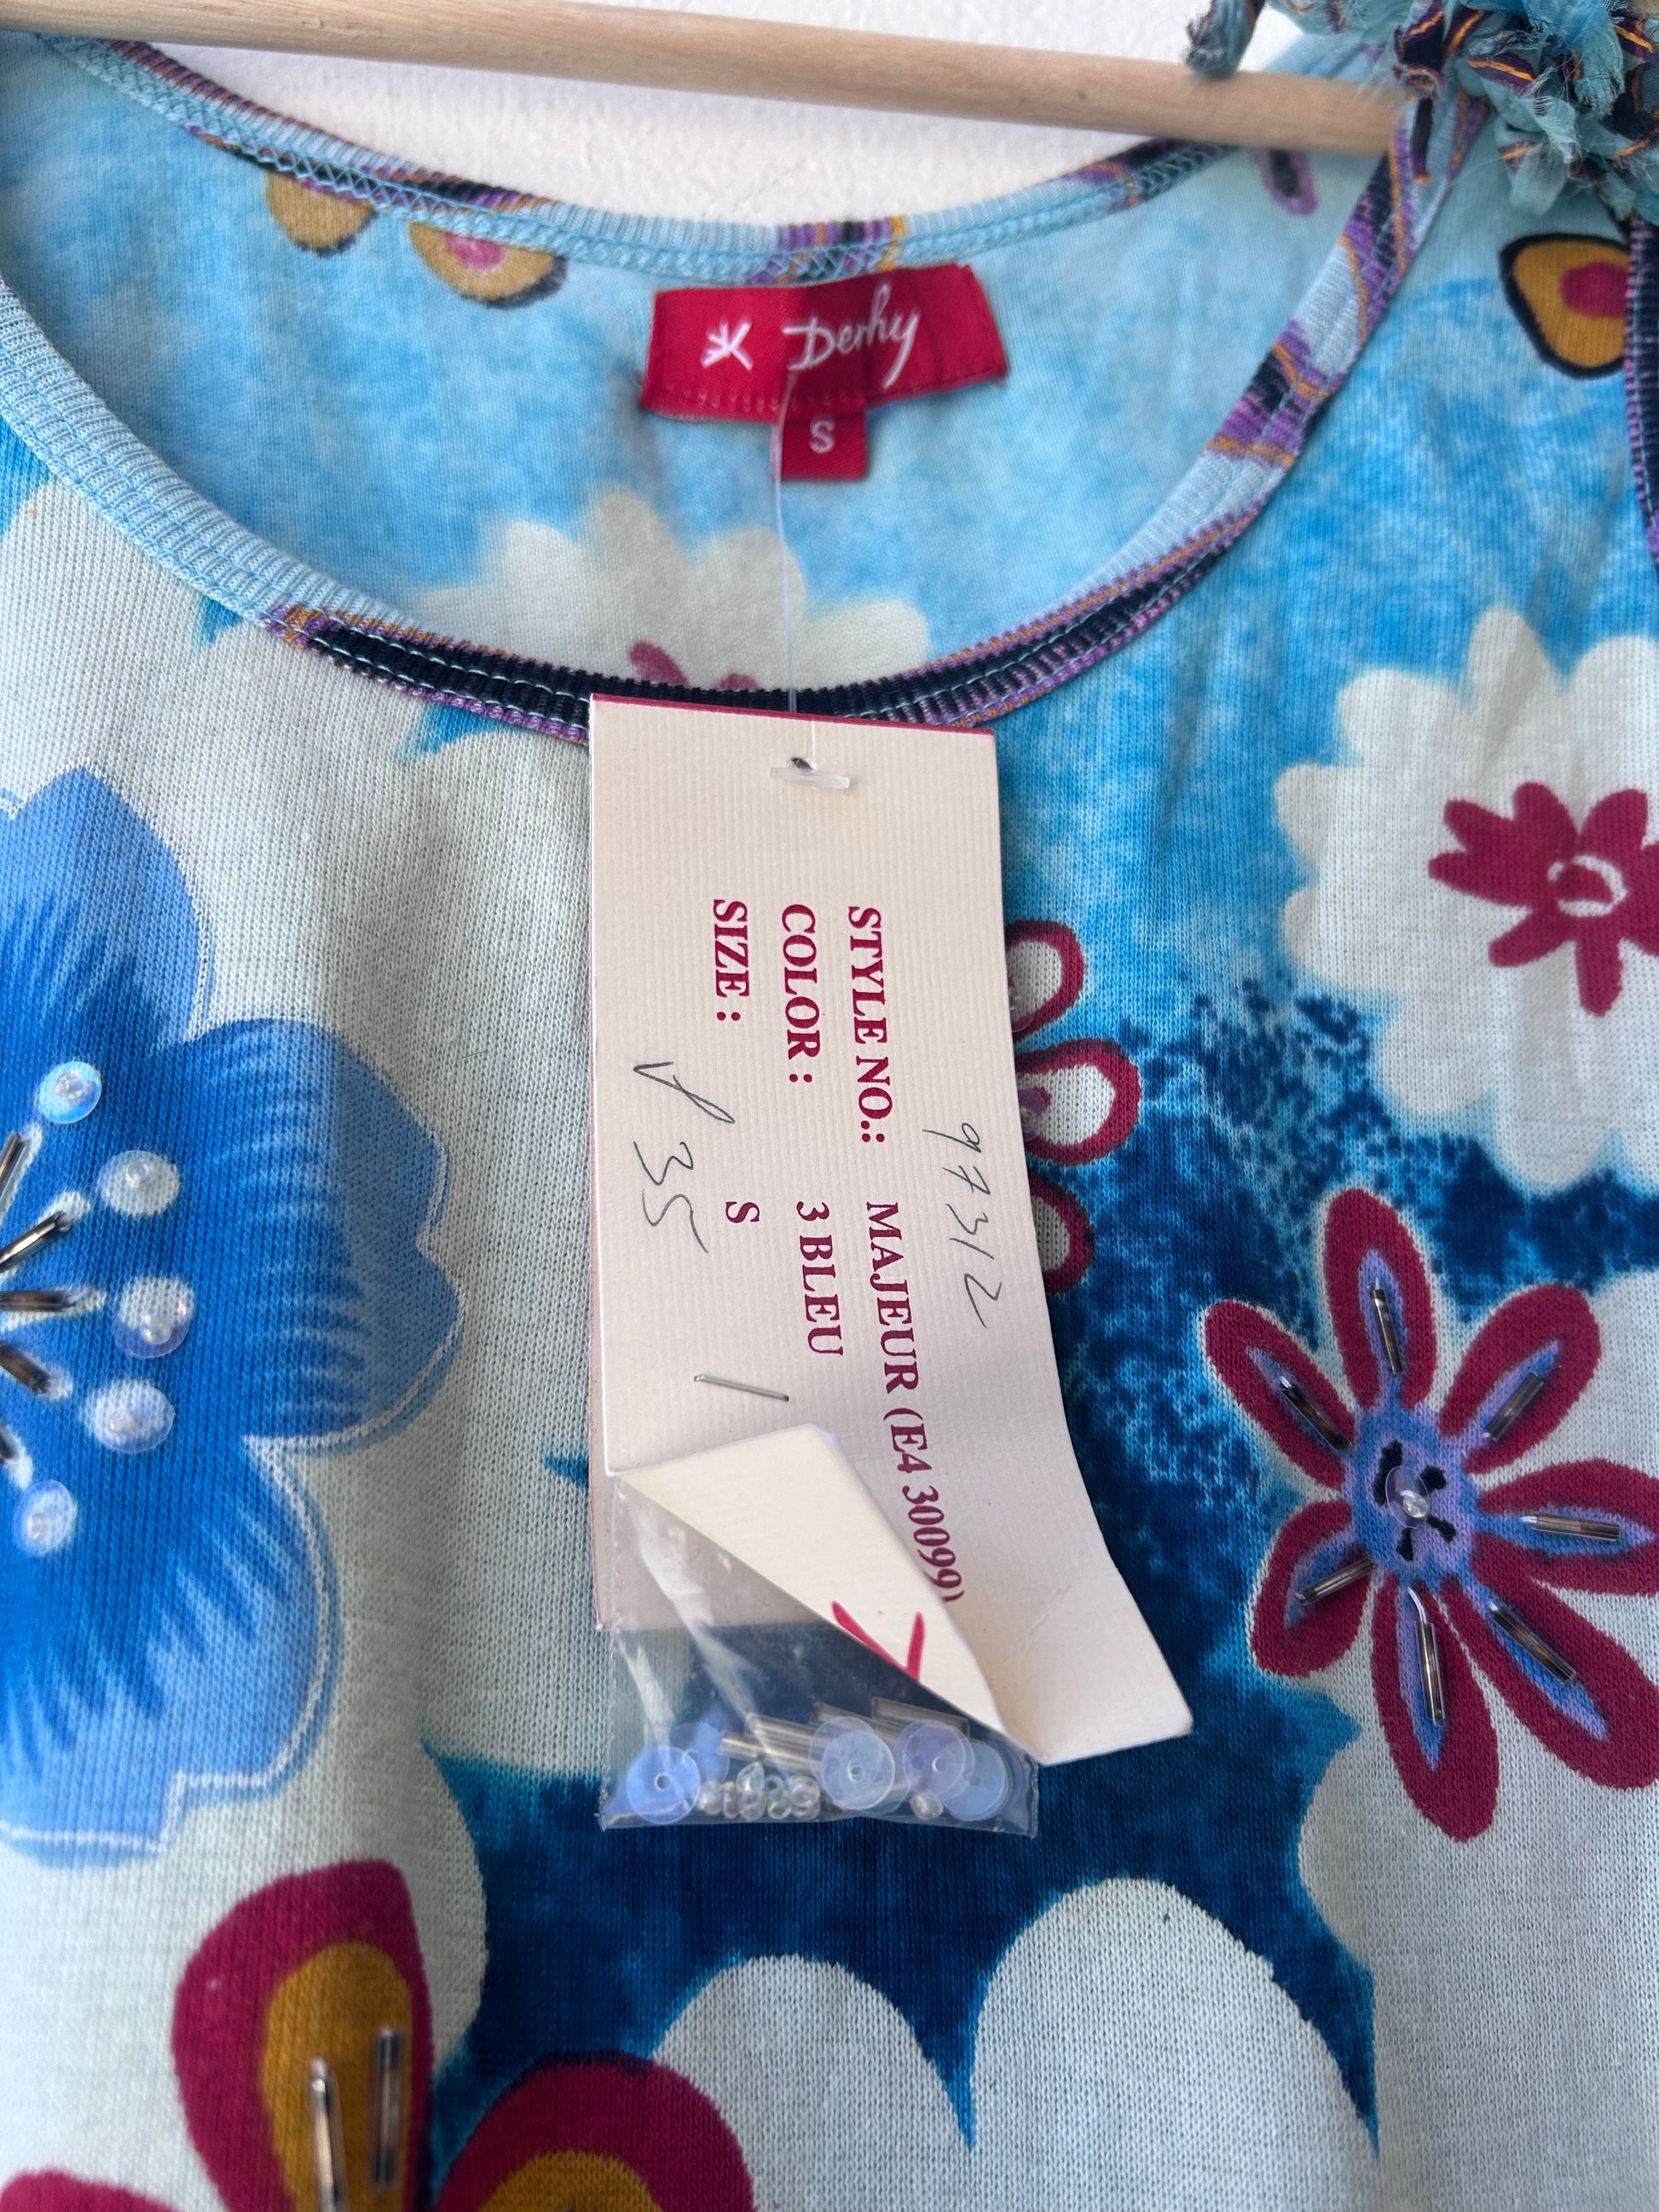 Derhy
S
97312
STYLE NO.: MAJEUR (E4 30099)
COLOR : 3 BLEU
SIZE : S
35